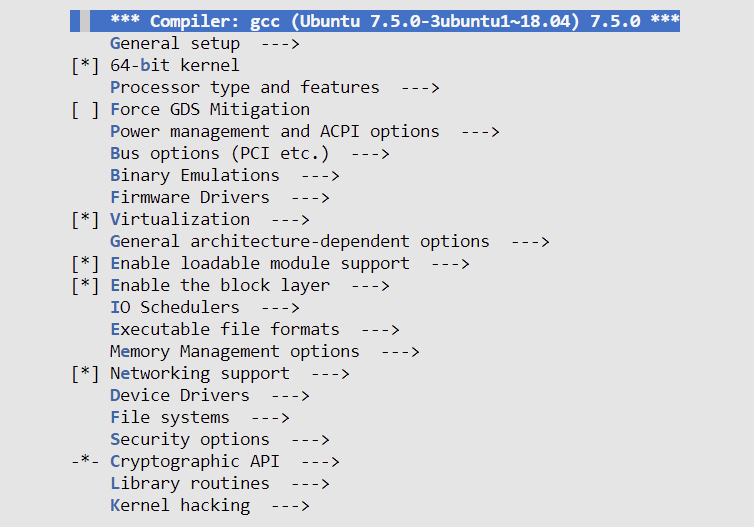 *** Compiler: gcc (Ubuntu 7.5.0-3ubuntu1~18.04) 7.5.0 ***
General setup  --->
[*] 64-bit kernel
Processor type and features  --->
[ ] Force GDS Mitigation
Power management and ACPI options  --->
Bus options (PCI etc.)  --->
Binary Emulations  --->
Firmware Drivers  --->
[*] Virtualization  --->
General architecture-dependent options  --->
[*] Enable loadable module support  --->
[*] Enable the block layer  --->
IO Schedulers  --->
Executable file formats  --->
Memory Management options  --->
[*] Networking support  --->
Device Drivers  --->
File systems  --->
Security options  --->
-*- Cryptographic API  --->
Library routines  --->
Kernel hacking  --->